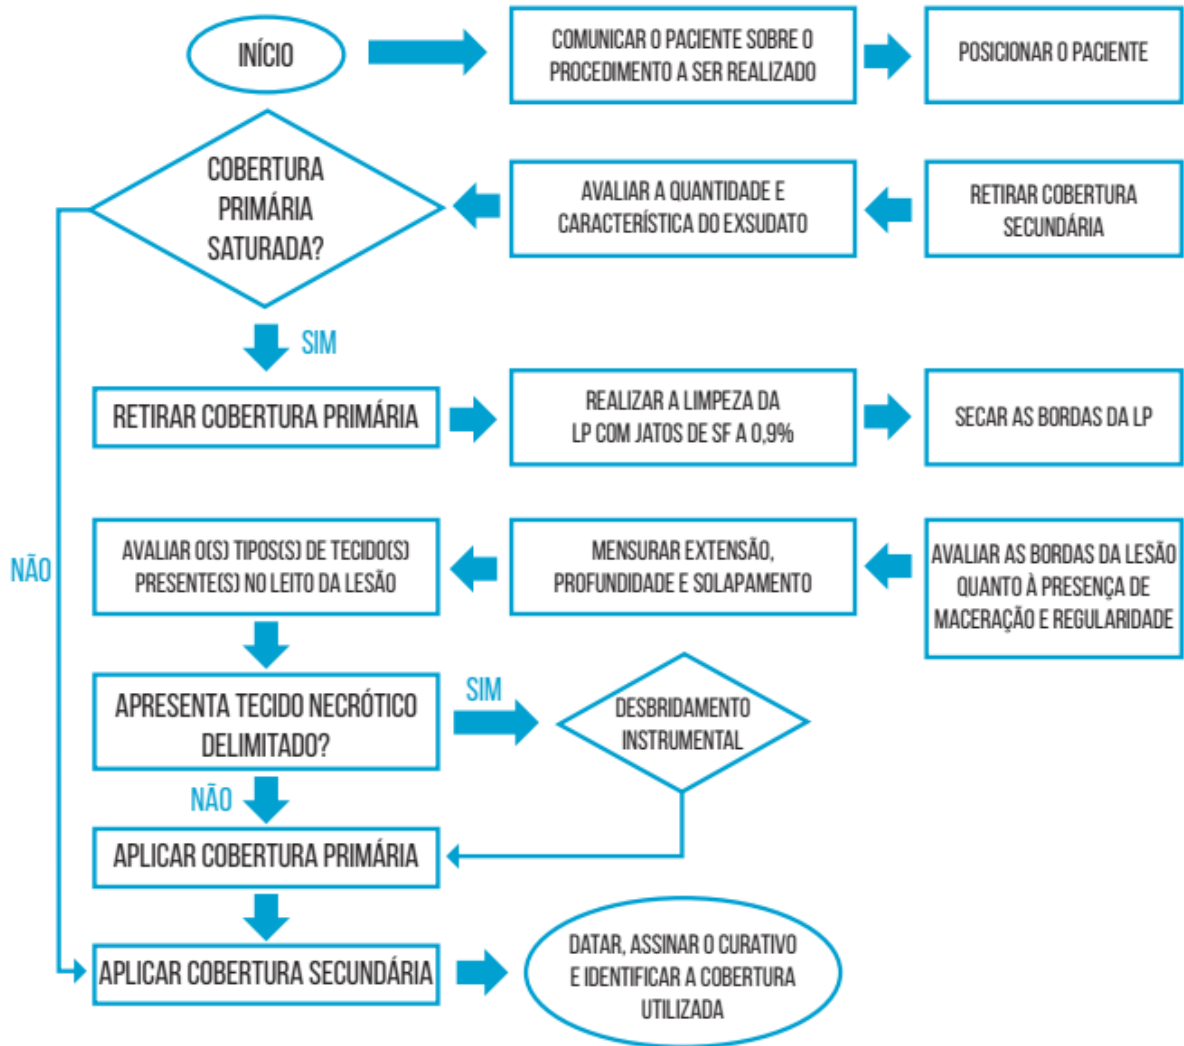 INÍCIO
COMUNICAR O PACIENTE SOBRE O
PROCEDIMENTO A SER REALIZADO
POSICIONAR O PACIENTE
RETIRAR COBERTURA
SECUNDÁRIA
AVALIAR A QUANTIDADE E
CARACTERÍSTICA DO EXSUDATO
COBERTURA
PRIMÁRIA
SATURADA?
SIM
NÃO
RETIRAR COBERTURA PRIMÁRIA
REALIZAR A LIMPEZA DA
LP COM JATOS DE SF A 0,9%
SECAR AS BORDAS DA LP
AVALIAR AS BORDAS DA LESÃO
QUANTO À PRESENÇA DE
MACERAÇÃO E REGULARIDADE
MENSURAR EXTENSÃO,
PROFUNDIDADE E SOLAPAMENTO
AVALIAR O(S) TIPOS(S) DE TECIDO(S)
PRESENTE(S) NO LEITO DA LESÃO
APRESENTA TECIDO NECRÓTICO
DELIMITADO?
SIM
DESBRIDAMENTO
INSTRUMENTAL
NÃO
APLICAR COBERTURA PRIMÁRIA
APLICAR COBERTURA SECUNDÁRIA
DATAR, ASSINAR O CURATIVO
E IDENTIFICAR A COBERTURA
UTILIZADA